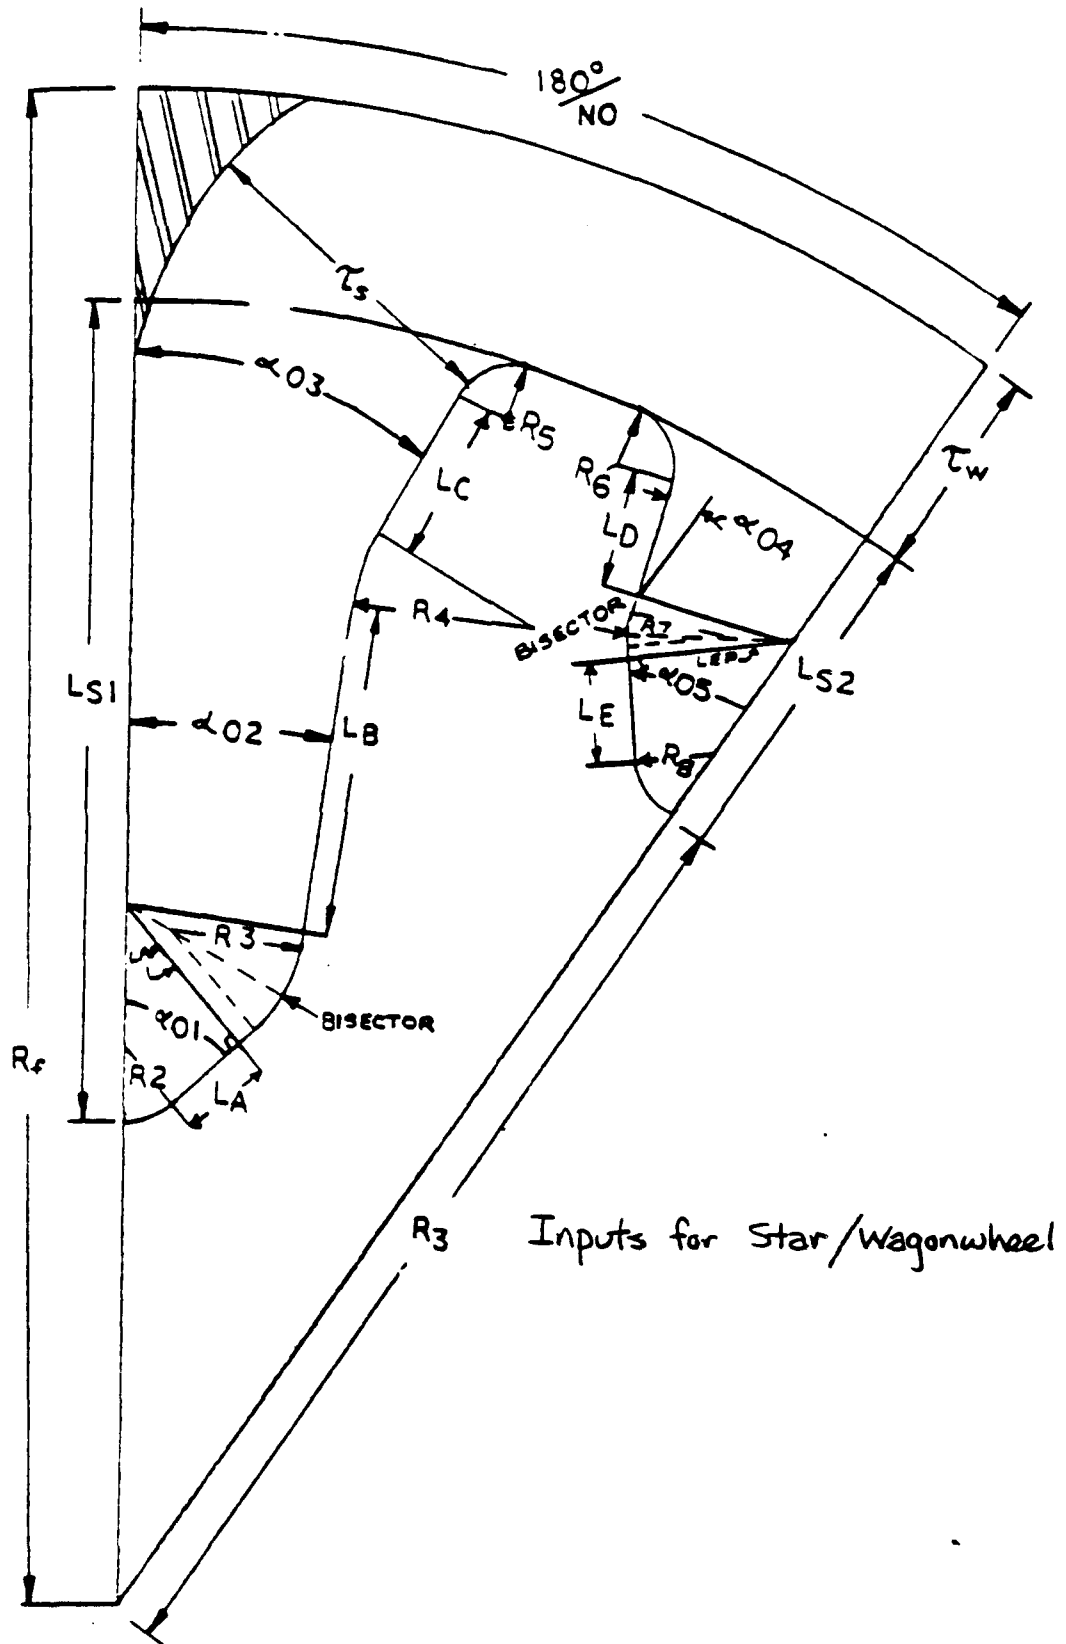 180°
NO
τs
α03
R5
LC
R6
LD
α04
τw
R4
BISECTOR
R7
LS1
α02
LB
α05
LS2
LE
R8
R3
α01
BISECTOR
Rf
R2
LA
R3
Inputs for Star/Wagonwheel